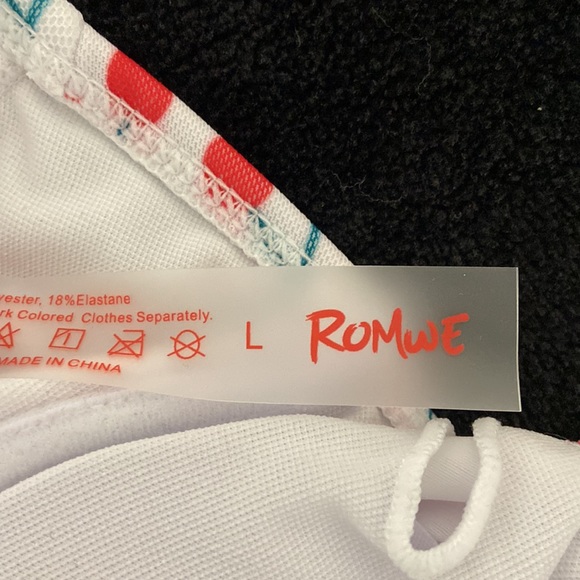 yester, 18%Elastane
rk Colored Clothes Separately.
L ROMWE
MADE IN CHINA